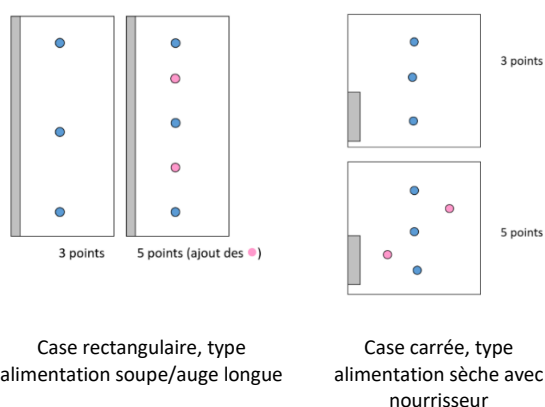 3 points
5 points
3 points
5 points (ajout des )
Case rectangulaire, type
alimentation soupe/auge longue
Case carrée, type
alimentation sèche avec
nourrisseur